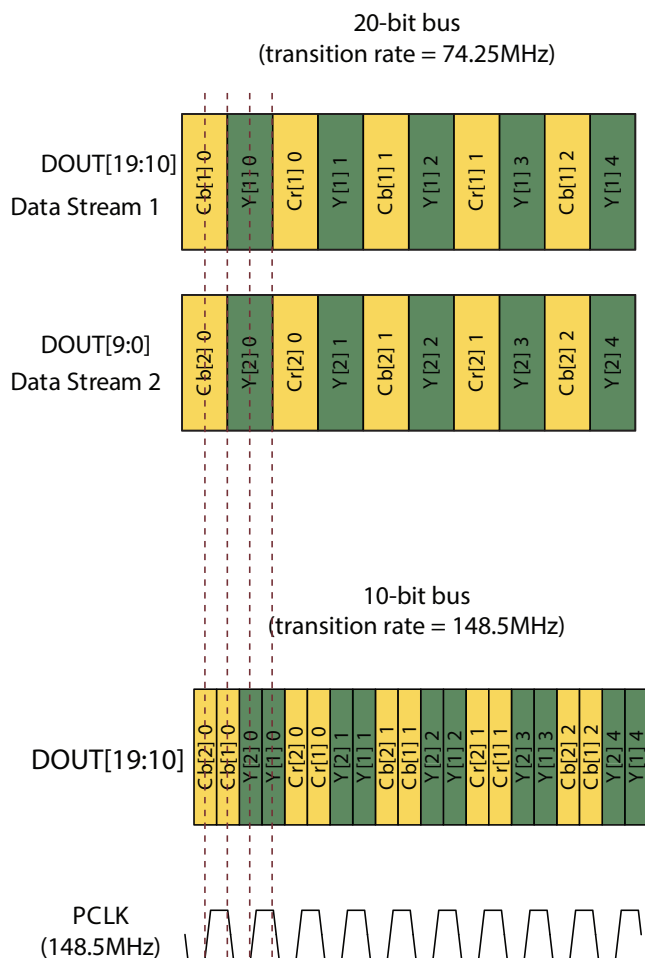 20-bit bus
(transition rate = 74.25MHz)
DOUT[19:10]
Data Stream 1
Cb[1] 0
Y[1] 0
Cr[1] 0
Y[1] 1
Cb[1] 1
Y[1] 2
Cr[1] 1
Y[1] 3
Cb[1] 2
Y[1] 4
DOUT[9:0]
Data Stream 2
Cb[2] 0
Y[2] 0
Cr[2] 0
Y[2] 1
Cb[2] 1
Y[2] 2
Cr[2] 1
Y[2] 3
Cb[2] 2
Y[2] 4
10-bit bus
(transition rate = 148.5MHz)
DOUT[19:10]
Cb[2] 0
Cb[1] 0
Y[2] 0
Y[1] 0
Cr[2] 0
Cr[1] 0
Y[2] 1
Y[1] 1
Cb[2] 1
Cb[1] 1
Y[2] 2
Y[1] 2
Cr[2] 1
Cr[1] 1
Y[2] 3
Y[1] 3
Cb[2] 2
Cb[1] 2
Y[2] 4
Y[1] 4
PCLK
(148.5MHz)